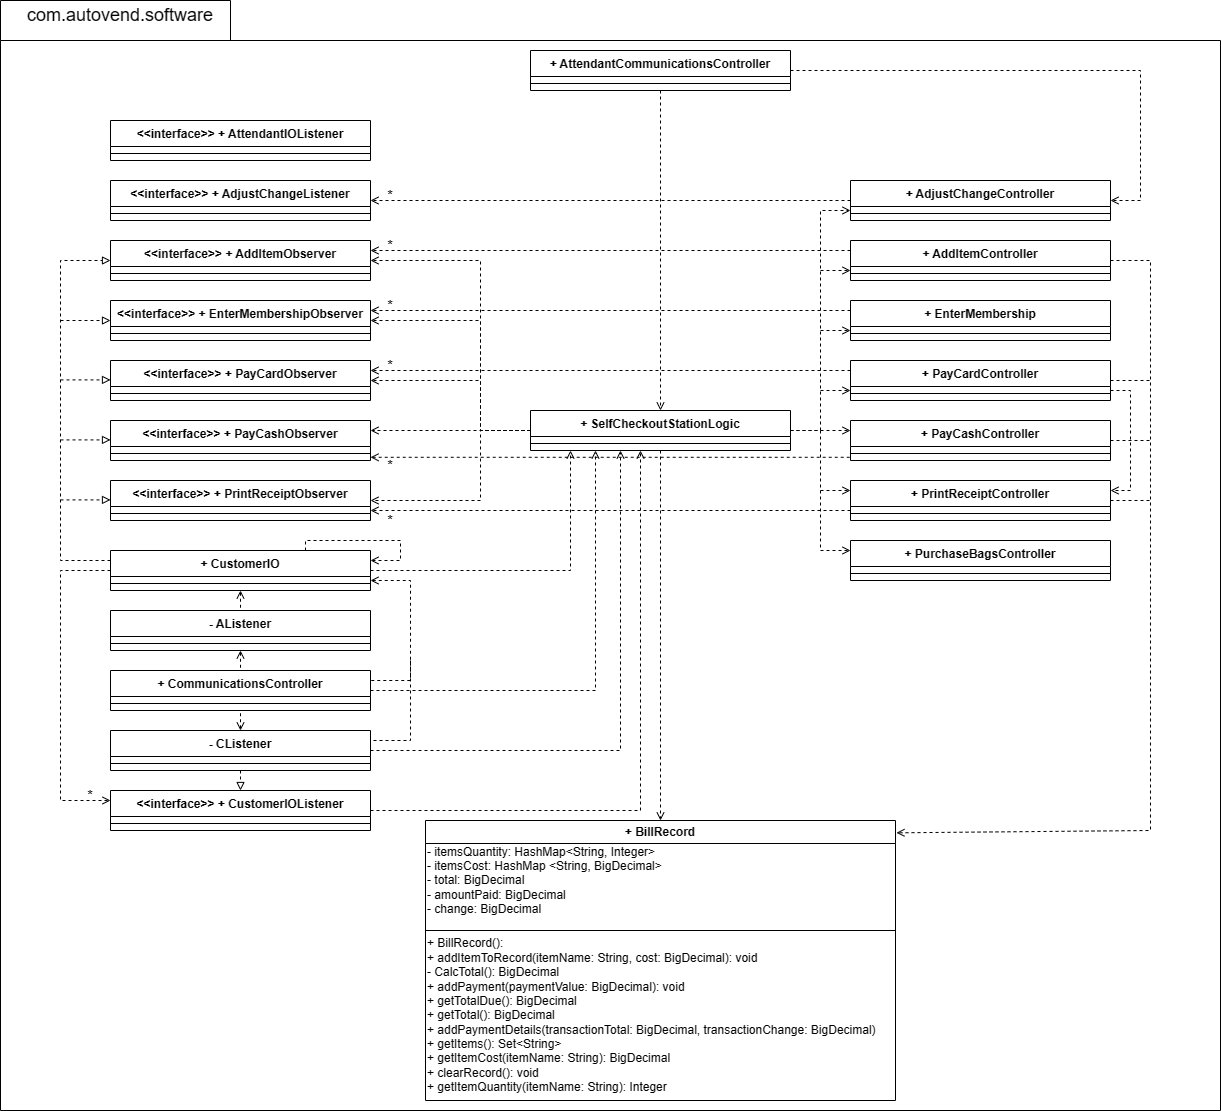 com.autovend.software
+ AttendantCommunicationsController
<<interface>> + AttendantIOListener
<<interface>> + AdjustChangeListener
*
+ AdjustChangeController
<<interface>> + AddItemObserver
*
+ AddItemController
<<interface>> + EnterMembershipObserver
*
+ EnterMembership
<<interface>> + PayCardObserver
*
+ PayCardController
+ SelfCheckoutStationLogic
<<interface>> + PayCashObserver
*
+ PayCashController
<<interface>> + PrintReceiptObserver
*
+ PrintReceiptController
+ CustomerIO
+ PurchaseBagsController
- AListener
+ CommunicationsController
- CListener
*
<<interface>> + CustomerIOListener
+ BillRecord
- itemsQuantity: HashMap<String, Integer>
- itemsCost: HashMap <String, BigDecimal>
- total: BigDecimal
- amountPaid: BigDecimal
- change: BigDecimal
+ BillRecord():
+ addItemToRecord(itemName: String, cost: BigDecimal): void
- CalcTotal(): BigDecimal
+ addPayment(paymentValue: BigDecimal): void
+ getTotalDue(): BigDecimal
+ getTotal(): BigDecimal
+ addPaymentDetails(transactionTotal: BigDecimal, transactionChange: BigDecimal)
+ getItems(): Set<String>
+ getItemCost(itemName: String): BigDecimal
+ clearRecord(): void
+ getItemQuantity(itemName: String): Integer